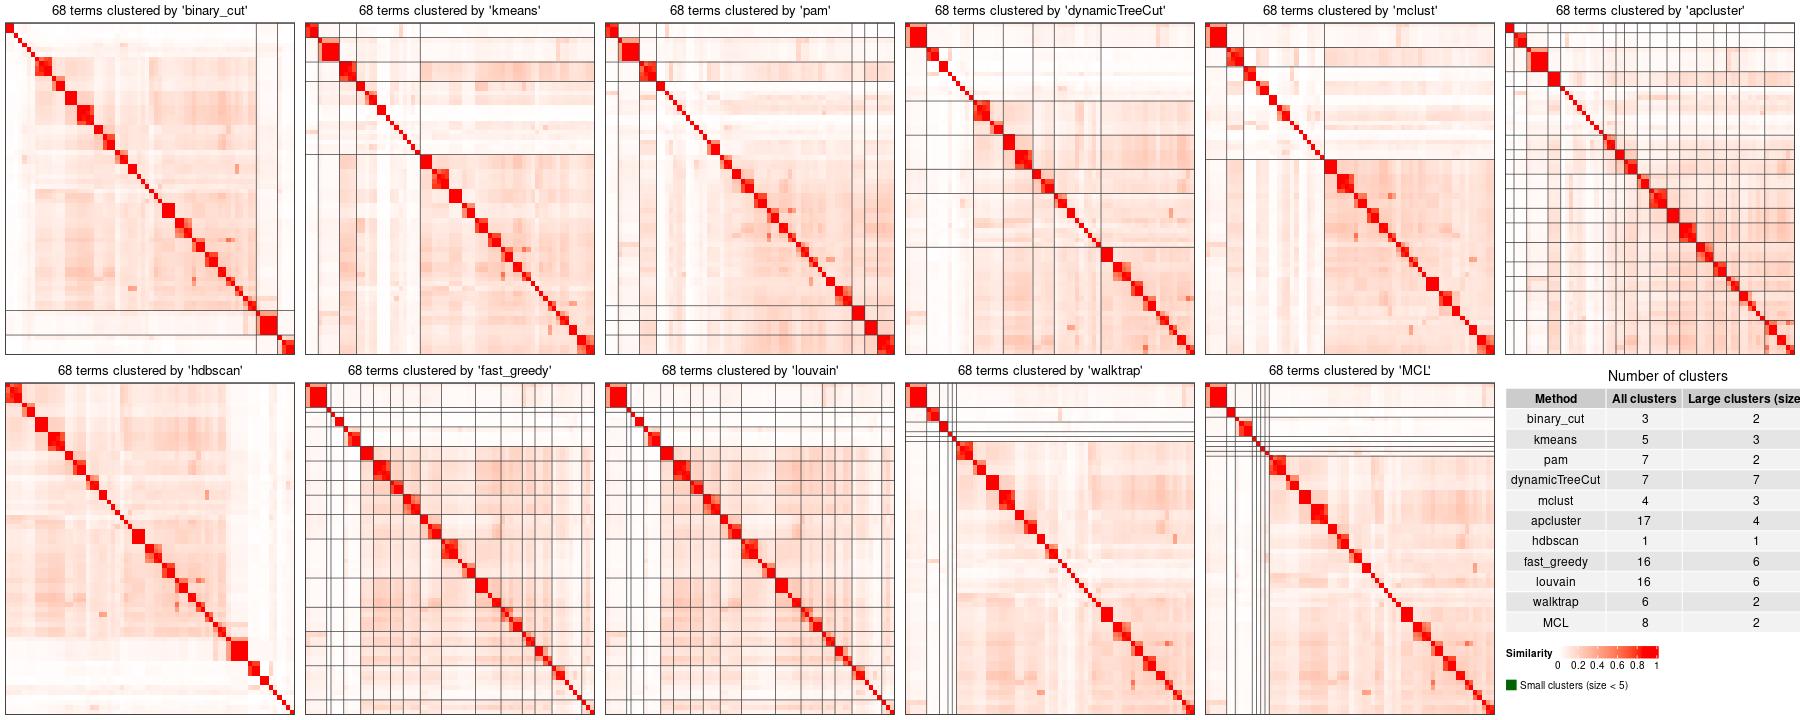 68 terms clustered by 'binary_cut'
68 terms clustered by 'kmeans'
68 terms clustered by 'pam'
68 terms clustered by 'dynamicTreeCut'
68 terms clustered by 'mclust'
68 terms clustered by 'apcluster'
68 terms clustered by 'hdbscan'
68 terms clustered by 'fast_greedy'
68 terms clustered by 'louvain'
68 terms clustered by 'walktrap'
68 terms clustered by 'MCL'
Number of clusters
Method All clusters Large clusters (size
binary_cut 3 2
kmeans 5 3
pam 7 2
dynamicTreeCut 7 7
mclust 4 3
apcluster 17 4
hdbscan 1 1
fast_greedy 16 6
louvain 16 6
walktrap 6 2
MCL 8 2
Similarity
0 0.2 0.4 0.6 0.8 1
Small clusters (size < 5)